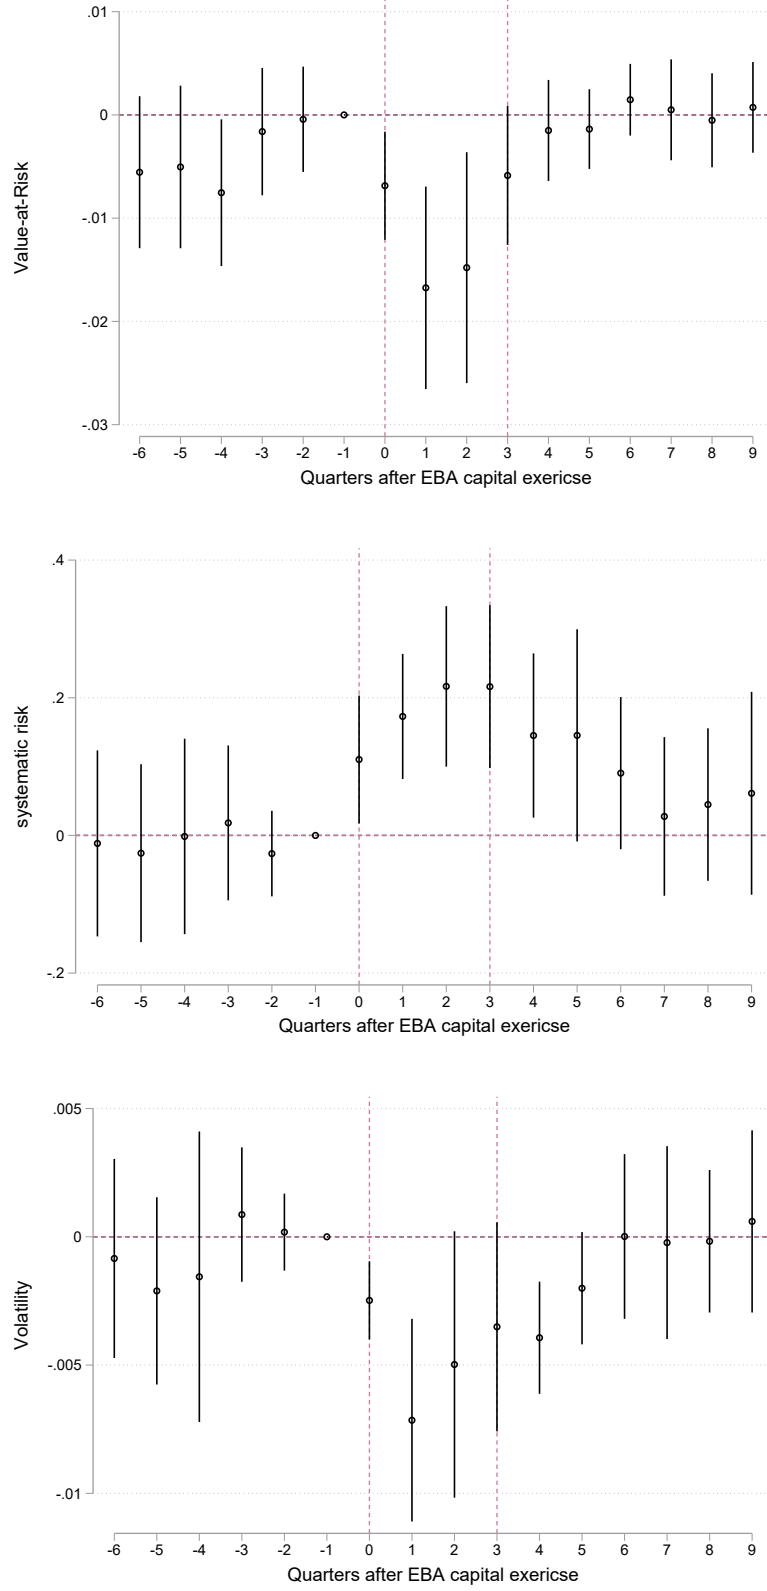 .01
0
-.01
-.02
-.03
Value-at-Risk
-6 -5 -4 -3 -2 -1 0 1 2 3 4 5 6 7 8 9
Quarters after EBA capital exericse
.4
.2
0
-.2
systematic risk
-6 -5 -4 -3 -2 -1 0 1 2 3 4 5 6 7 8 9
Quarters after EBA capital exericse
.005
0
-.005
-.01
Volatility
-6 -5 -4 -3 -2 -1 0 1 2 3 4 5 6 7 8 9
Quarters after EBA capital exericse